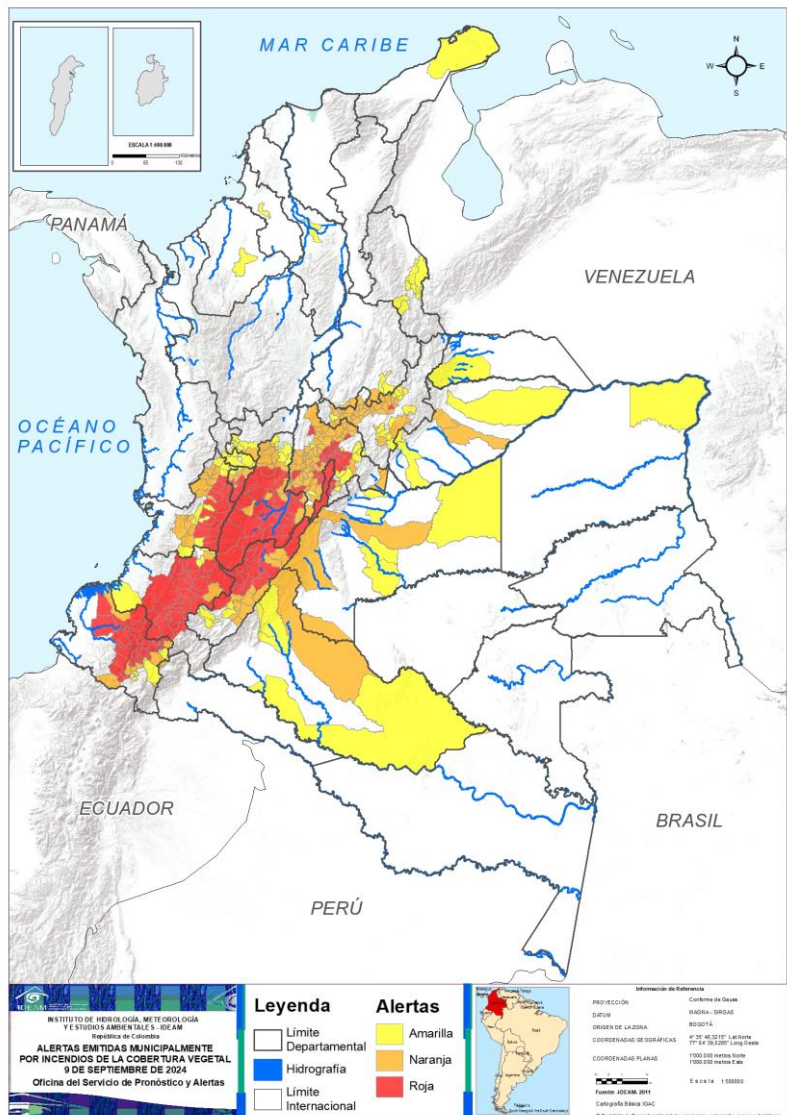 MAR CARIBE
N
W
E
S
ESCALA 1:400.000
PANAMÁ
VENEZUELA
OCÉANO
PACÍFICO
ECUADOR
BRASIL
PERÚ
IDEAM
INSTITUTO DE HIDROLOGÍA, METEOROLOGÍA
Y ESTUDIOS AMBIENTALES - IDEAM
República de Colombia
ALERTAS EMITIDAS MUNICIPALMENTE
POR INCENDIOS DE LA COBERTURA VEGETAL
9 DE SEPTIEMBRE DE 2024
Oficina del Servicio de Pronóstico y Alertas
Leyenda
Límite
Departamental
Hidrografía
Límite
Internacional
Alertas
Amarilla
Naranja
Roja
Información de Referencia
PROYECCIÓN
Conforme de Gauss
DATUM
MAGNA - SIRGAS
ORIGEN DE LA ZONA
BOGOTÁ
COORDENADAS GEOGRÁFICAS
COORDENADAS PLANAS
1'000.000 metros Norte
1'000.000 metros Este
Fuente: IDEAM- 2011
Cartografía Básica: IGAC